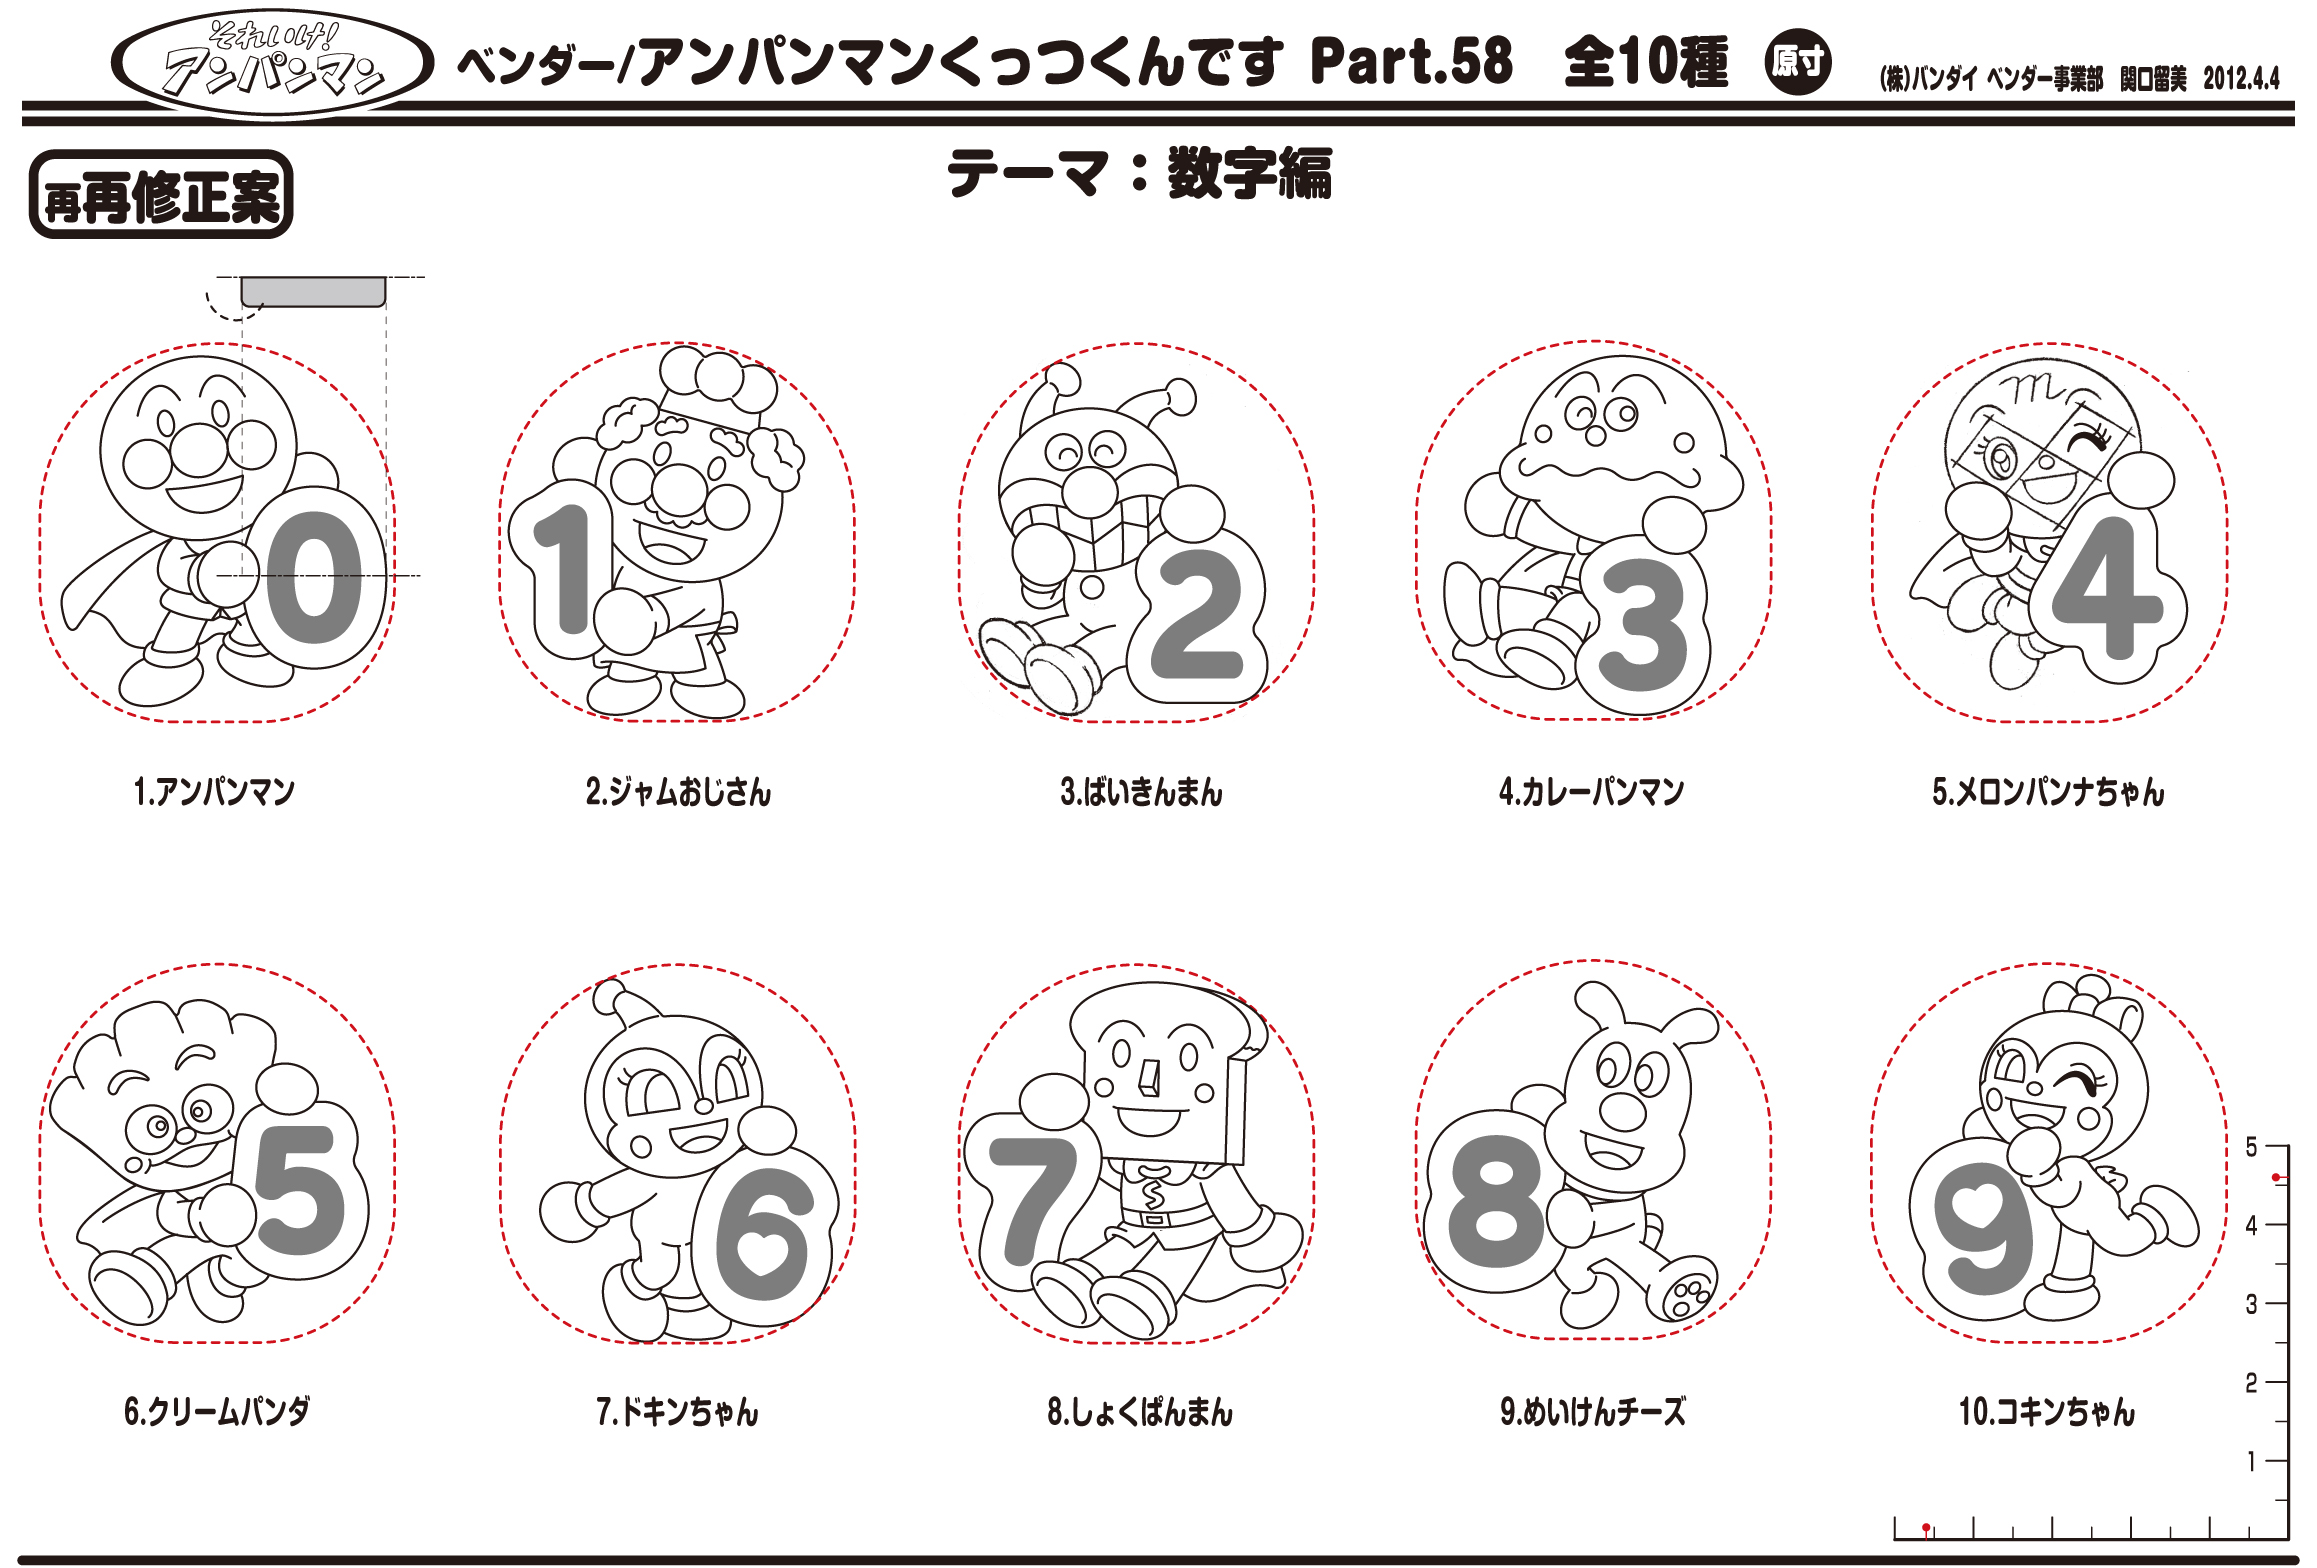 それいけ!
アンパンマン
ベンダー/アンパンマンくっつくんです Part.58　全10種　原寸
(株)バンダイ ベンダー事業部　関口留美　2012.4.4
再再修正案
テーマ：数字編
0
1
2
3
4
1.アンパンマン
2.ジャムおじさん
3.ばいきんまん
4.カレーパンマン
5.メロンパンナちゃん
m
5
6
7
S
8
9
6.クリームパンダ
7.ドキンちゃん
8.しょくぱんまん
9.めいけんチーズ
10.コキンちゃん
5
4
3
2
1